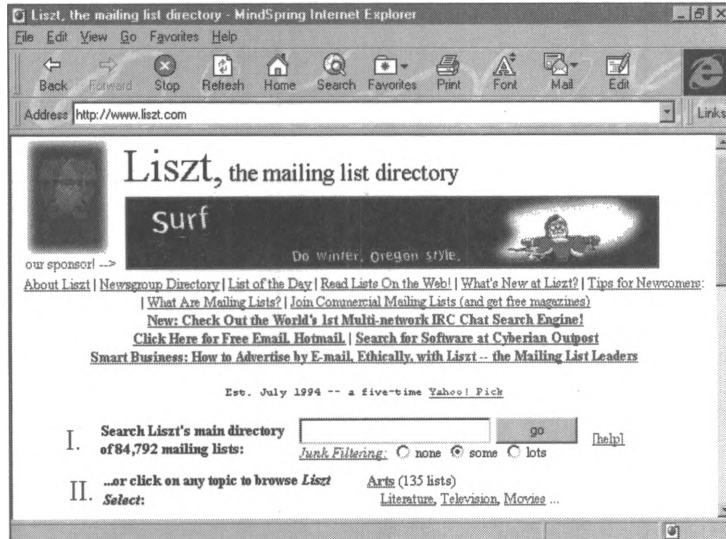 Liszt, the mailing list directory - MindSpring Internet Explorer
File Edit View Go Favorites Help
Back Forward Stop Refresh Home Search Favorites Print Font Mail Edit
Address http://www.liszt.com Links
Liszt, the mailing list directory
Surf
Do Winter, Oregon style.
our sponsor! -->
About Liszt | Newsgroup Directory | List of the Day | Read Lists On the Web! | What's New at Liszt? | Tips for Newcomers:
| What Are Mailing Lists? | Join Commercial Mailing Lists (and get free magazines)
New: Check Out the World's 1st Multi-network IRC Chat Search Engine!
Click Here for Free Email. Hotmail. | Search for Software at Cyberian Outpost
Smart Business: How to Advertise by E-mail, Ethically, with Liszt -- the Mailing List Leaders
Est. July 1994 -- a five-time Yahoo! Pick
I. Search Liszt's main directory go
of 84,792 mailing lists: [help]
Junk Filtering: none some lots
II. ...or click on any topic to browse Liszt Arts (135 lists)
Select: Literature, Television, Movies ...